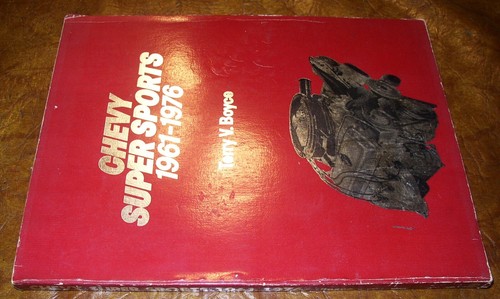 CHEVY
SUPER SPORTS
1961-1976
Terry V. Boyce